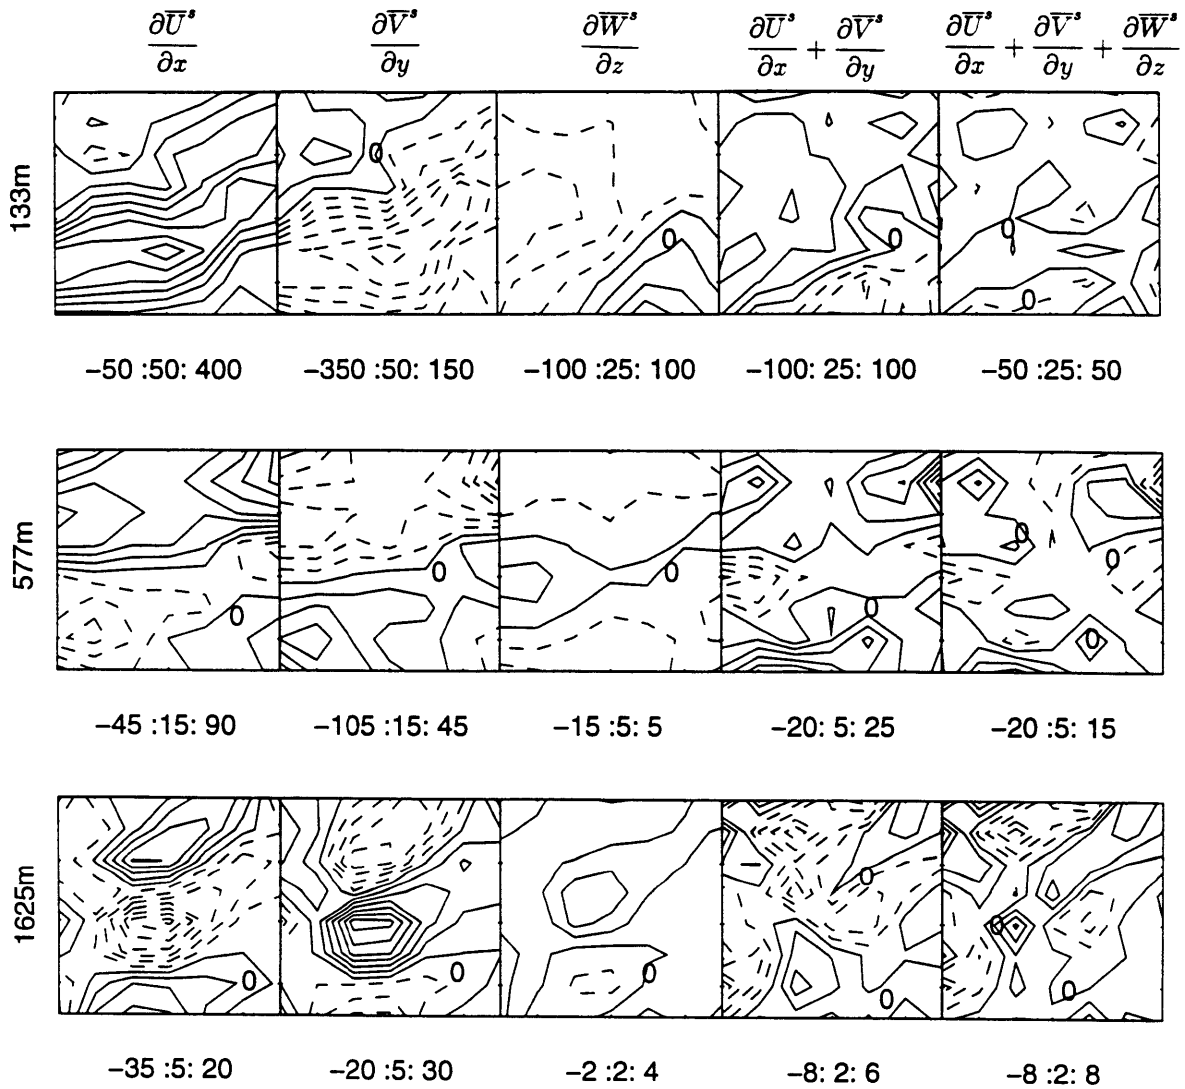 ∂U̅ˢ/∂x ∂V̅ˢ/∂y ∂W̅ˢ/∂z ∂U̅ˢ/∂x + ∂V̅ˢ/∂y ∂U̅ˢ/∂x + ∂V̅ˢ/∂y + ∂W̅ˢ/∂z
133m
0 0 0 0 0
−50 :50: 400 −350 :50: 150 −100 :25: 100 −100: 25: 100 −50 :25: 50
577m
0 0 0 0 0 0 0
−45 :15: 90 −105 :15: 45 −15 :5: 5 −20: 5: 25 −20 :5: 15
1625m
0 0 0 0 0 0 0
−35 :5: 20 −20 :5: 30 −2 :2: 4 −8: 2: 6 −8 :2: 8